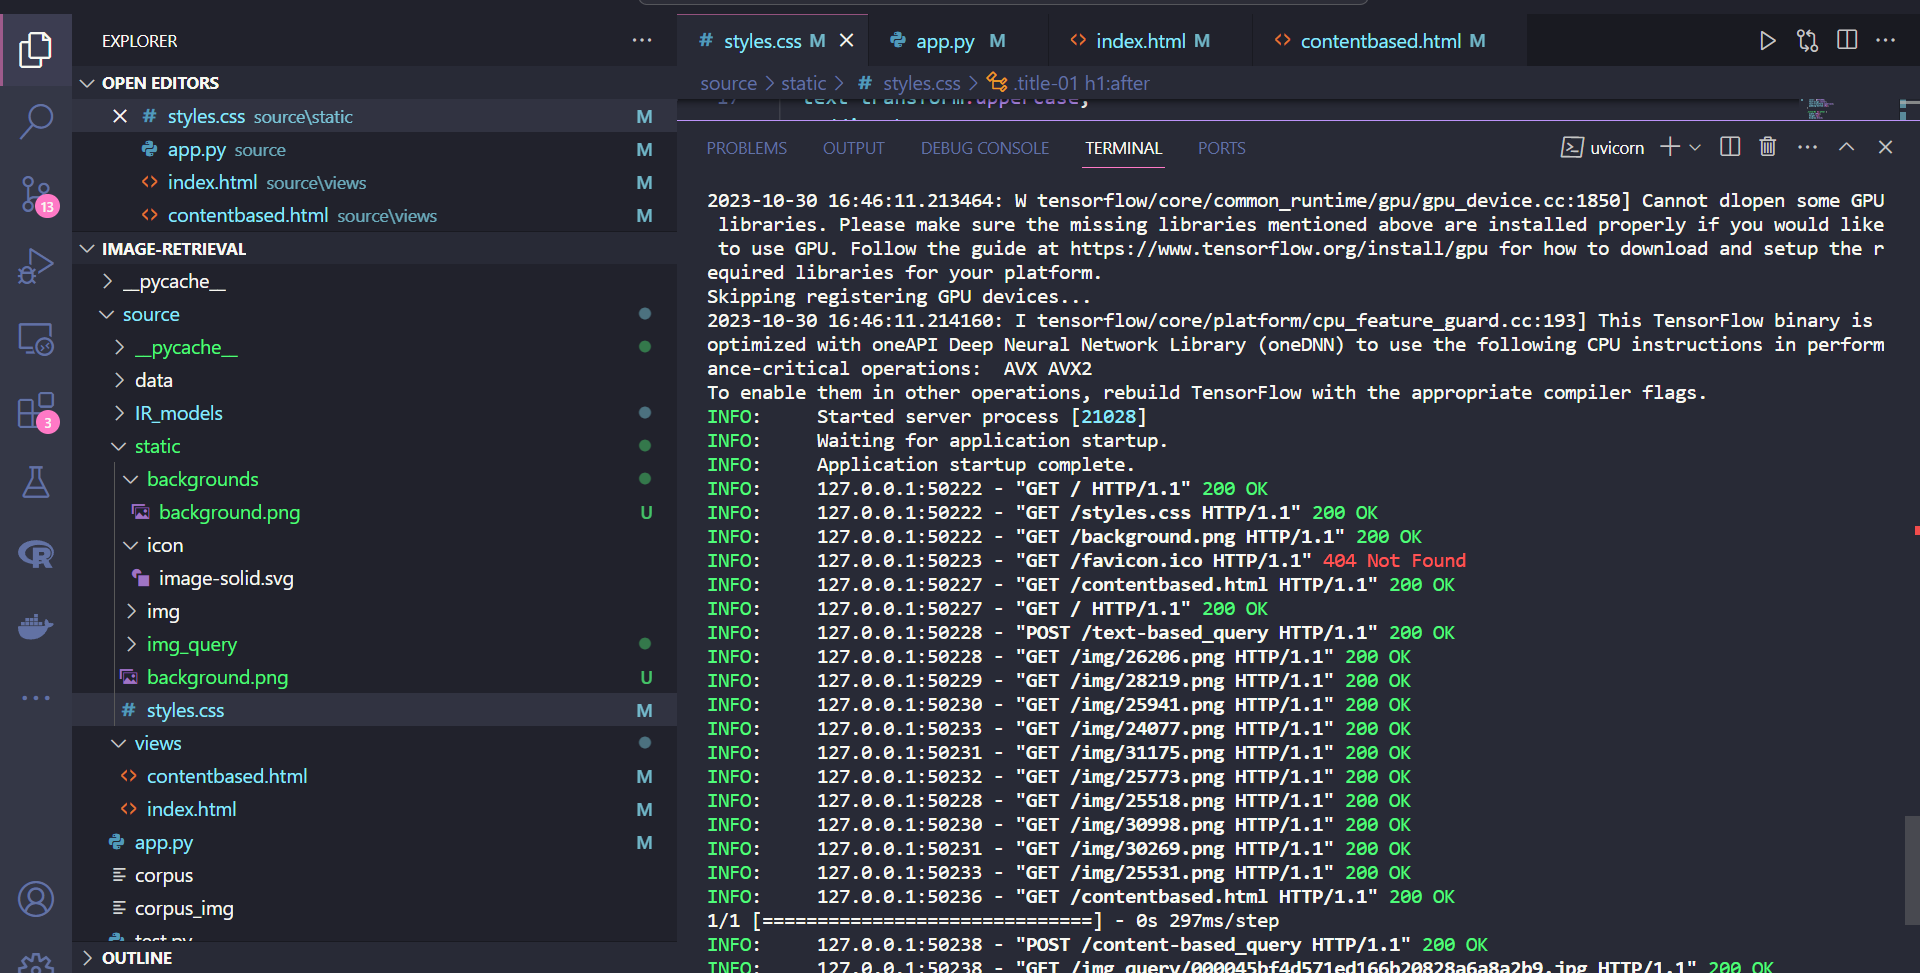 EXPLORER
OPEN EDITORS
styles.css source\static M
app.py source M
index.html source\views M
contentbased.html source\views M
IMAGE-RETRIEVAL
__pycache__
source
__pycache__
data
IR_models
static
backgrounds
background.png U
icon
image-solid.svg
img
img_query
background.png U
styles.css M
views
contentbased.html M
index.html M
app.py M
corpus
corpus_img
test.py
OUTLINE
13
3
styles.css M
app.py M
index.html M
contentbased.html M
source > static > # styles.css > .title-01 h1:after
17 text-transform:uppercase;
PROBLEMS OUTPUT DEBUG CONSOLE TERMINAL PORTS
uvicorn
2023-10-30 16:46:11.213464: W tensorflow/core/common_runtime/gpu/gpu_device.cc:1850] Cannot dlopen some GPU
libraries. Please make sure the missing libraries mentioned above are installed properly if you would like
to use GPU. Follow the guide at https://www.tensorflow.org/install/gpu for how to download and setup the r
equired libraries for your platform.
Skipping registering GPU devices...
2023-10-30 16:46:11.214160: I tensorflow/core/platform/cpu_feature_guard.cc:193] This TensorFlow binary is
optimized with oneAPI Deep Neural Network Library (oneDNN) to use the following CPU instructions in perform
ance-critical operations:  AVX AVX2
To enable them in other operations, rebuild TensorFlow with the appropriate compiler flags.
INFO:     Started server process [21028]
INFO:     Waiting for application startup.
INFO:     Application startup complete.
INFO:     127.0.0.1:50222 - "GET / HTTP/1.1" 200 OK
INFO:     127.0.0.1:50222 - "GET /styles.css HTTP/1.1" 200 OK
INFO:     127.0.0.1:50222 - "GET /background.png HTTP/1.1" 200 OK
INFO:     127.0.0.1:50223 - "GET /favicon.ico HTTP/1.1" 404 Not Found
INFO:     127.0.0.1:50227 - "GET /contentbased.html HTTP/1.1" 200 OK
INFO:     127.0.0.1:50227 - "GET / HTTP/1.1" 200 OK
INFO:     127.0.0.1:50228 - "POST /text-based_query HTTP/1.1" 200 OK
INFO:     127.0.0.1:50228 - "GET /img/26206.png HTTP/1.1" 200 OK
INFO:     127.0.0.1:50229 - "GET /img/28219.png HTTP/1.1" 200 OK
INFO:     127.0.0.1:50230 - "GET /img/25941.png HTTP/1.1" 200 OK
INFO:     127.0.0.1:50233 - "GET /img/24077.png HTTP/1.1" 200 OK
INFO:     127.0.0.1:50231 - "GET /img/31175.png HTTP/1.1" 200 OK
INFO:     127.0.0.1:50232 - "GET /img/25773.png HTTP/1.1" 200 OK
INFO:     127.0.0.1:50228 - "GET /img/25518.png HTTP/1.1" 200 OK
INFO:     127.0.0.1:50230 - "GET /img/30998.png HTTP/1.1" 200 OK
INFO:     127.0.0.1:50231 - "GET /img/30269.png HTTP/1.1" 200 OK
INFO:     127.0.0.1:50233 - "GET /img/25531.png HTTP/1.1" 200 OK
INFO:     127.0.0.1:50236 - "GET /contentbased.html HTTP/1.1" 200 OK
1/1 [==============================] - 0s 297ms/step
INFO:     127.0.0.1:50238 - "POST /content-based_query HTTP/1.1" 200 OK
INFO:     127.0.0.1:50238 - "GET /img_query/000045bf4d571ed166b20828a6a8a2b9.jpg HTTP/1.1" 200 OK